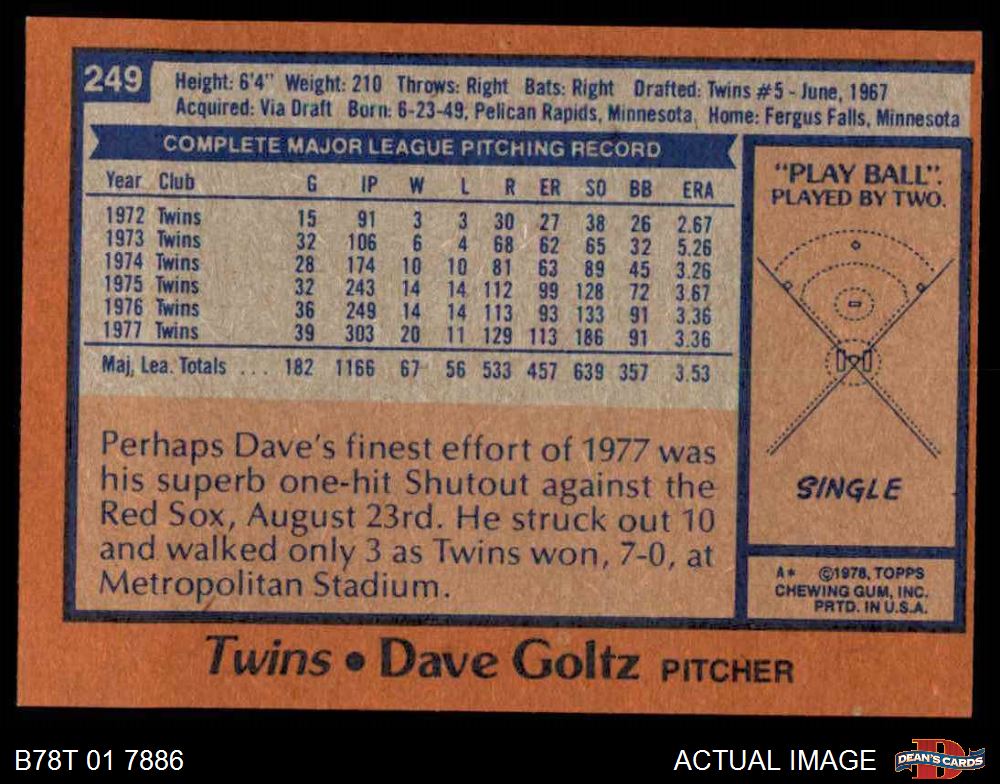 249
Height: 6'4" Weight: 210 Throws: Right Bats: Right Drafted: Twins #5 - June, 1967
Acquired: Via Draft Born: 6-23-49, Pelican Rapids, Minnesota, Home: Fergus Falls, Minnesota
COMPLETE MAJOR LEAGUE PITCHING RECORD
Year Club G IP W L R ER SO BB ERA
1972 Twins 15 91 3 3 30 27 38 26 2.67
1973 Twins 32 106 6 4 68 62 65 32 5.26
1974 Twins 28 174 10 10 81 63 89 45 3.26
1975 Twins 32 243 14 14 112 99 128 72 3.67
1976 Twins 36 249 14 14 113 93 133 91 3.36
1977 Twins 39 303 20 11 129 113 186 91 3.36
Maj. Lea. Totals ... 182 1166 67 56 533 457 639 357 3.53
Perhaps Dave's finest effort of 1977 was
his superb one-hit Shutout against the
Red Sox, August 23rd. He struck out 10
and walked only 3 as Twins won, 7-0, at
Metropolitan Stadium.
"PLAY BALL".
PLAYED BY TWO.
SINGLE
A* ©1978, TOPPS
CHEWING GUM, INC.
PRTD. IN U.S.A.
Twins • Dave Goltz PITCHER
B78T 01 7886
ACTUAL IMAGE
D
DEAN'S CARDS